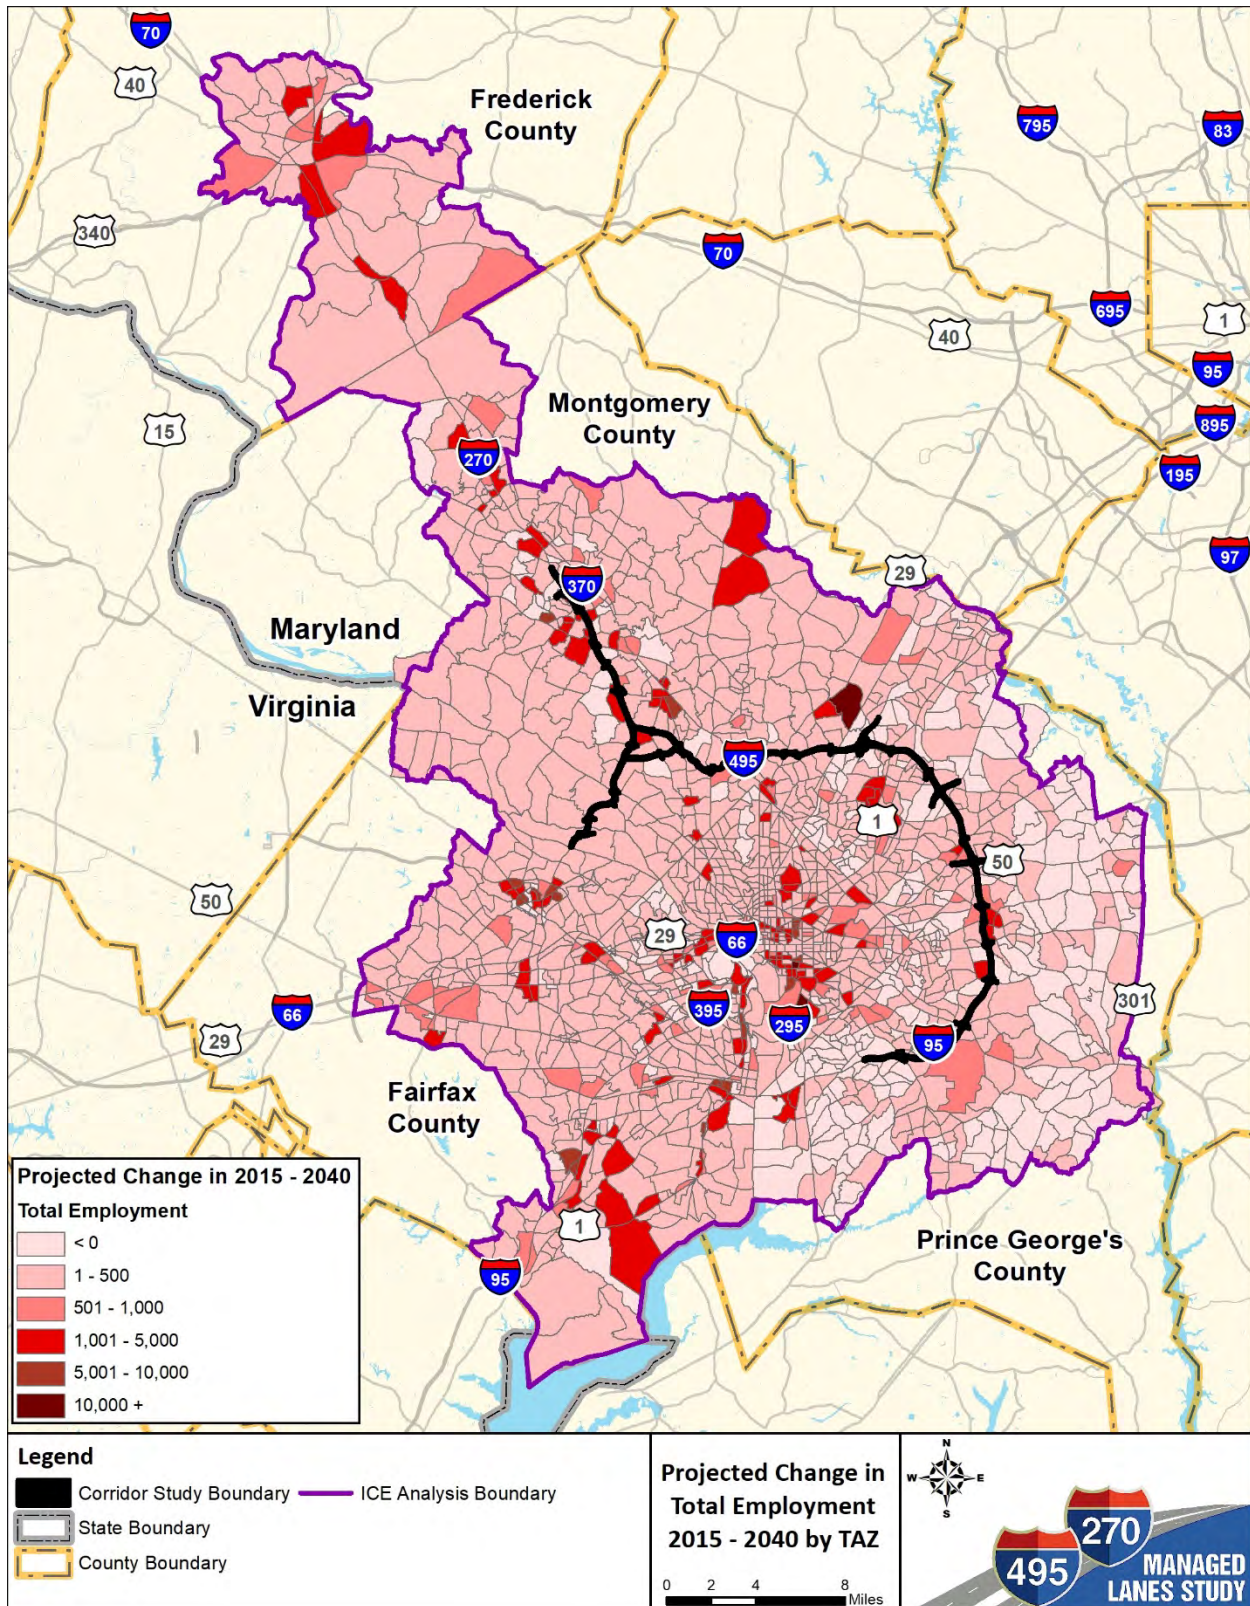 70
40
Frederick
County
795
83
340
70
695
1
40
95
15
Montgomery
County
895
270
195
97
29
370
Maryland
Virginia
495
1
50
50
29
66
301
395
295
66
95
29
Fairfax
County
Projected Change in 2015 - 2040
Total Employment
< 0
1 - 500
501 - 1,000
1,001 - 5,000
5,001 - 10,000
10,000 +
1
95
Prince George's
County
Legend
Corridor Study Boundary
ICE Analysis Boundary
State Boundary
County Boundary
Projected Change in
Total Employment
2015 - 2040 by TAZ
0 2 4 8
Miles
N
W E
S
270
495
MANAGED
LANES STUDY